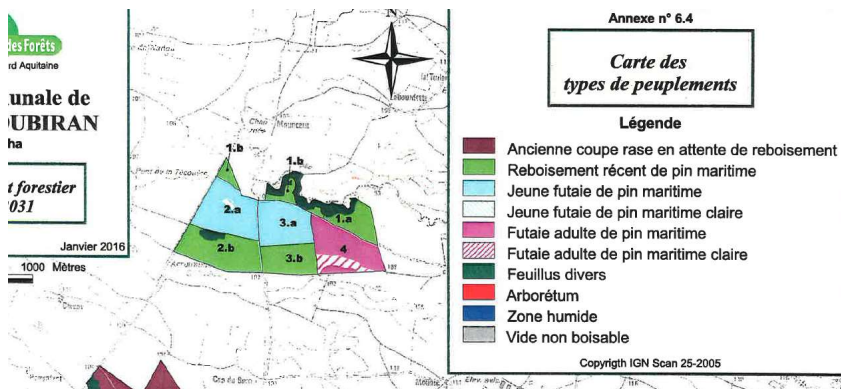 des Forêts
rd Aquitaine
unale de
OUBIRAN
ha
t forestier
031
Janvier 2016
1000 Mètres
N
Annexe n° 6.4
Carte des
types de peuplements
Légende
Ancienne coupe rase en attente de reboisement
Reboisement récent de pin maritime
Jeune futaie de pin maritime
Jeune futaie de pin maritime claire
Futaie adulte de pin maritime
Futaie adulte de pin maritime claire
Feuillus divers
Arborétum
Zone humide
Vide non boisable
Copyrigth IGN Scan 25-2005
1.b
1.b
2.a
3.a
1.a
2.b
3.b
4